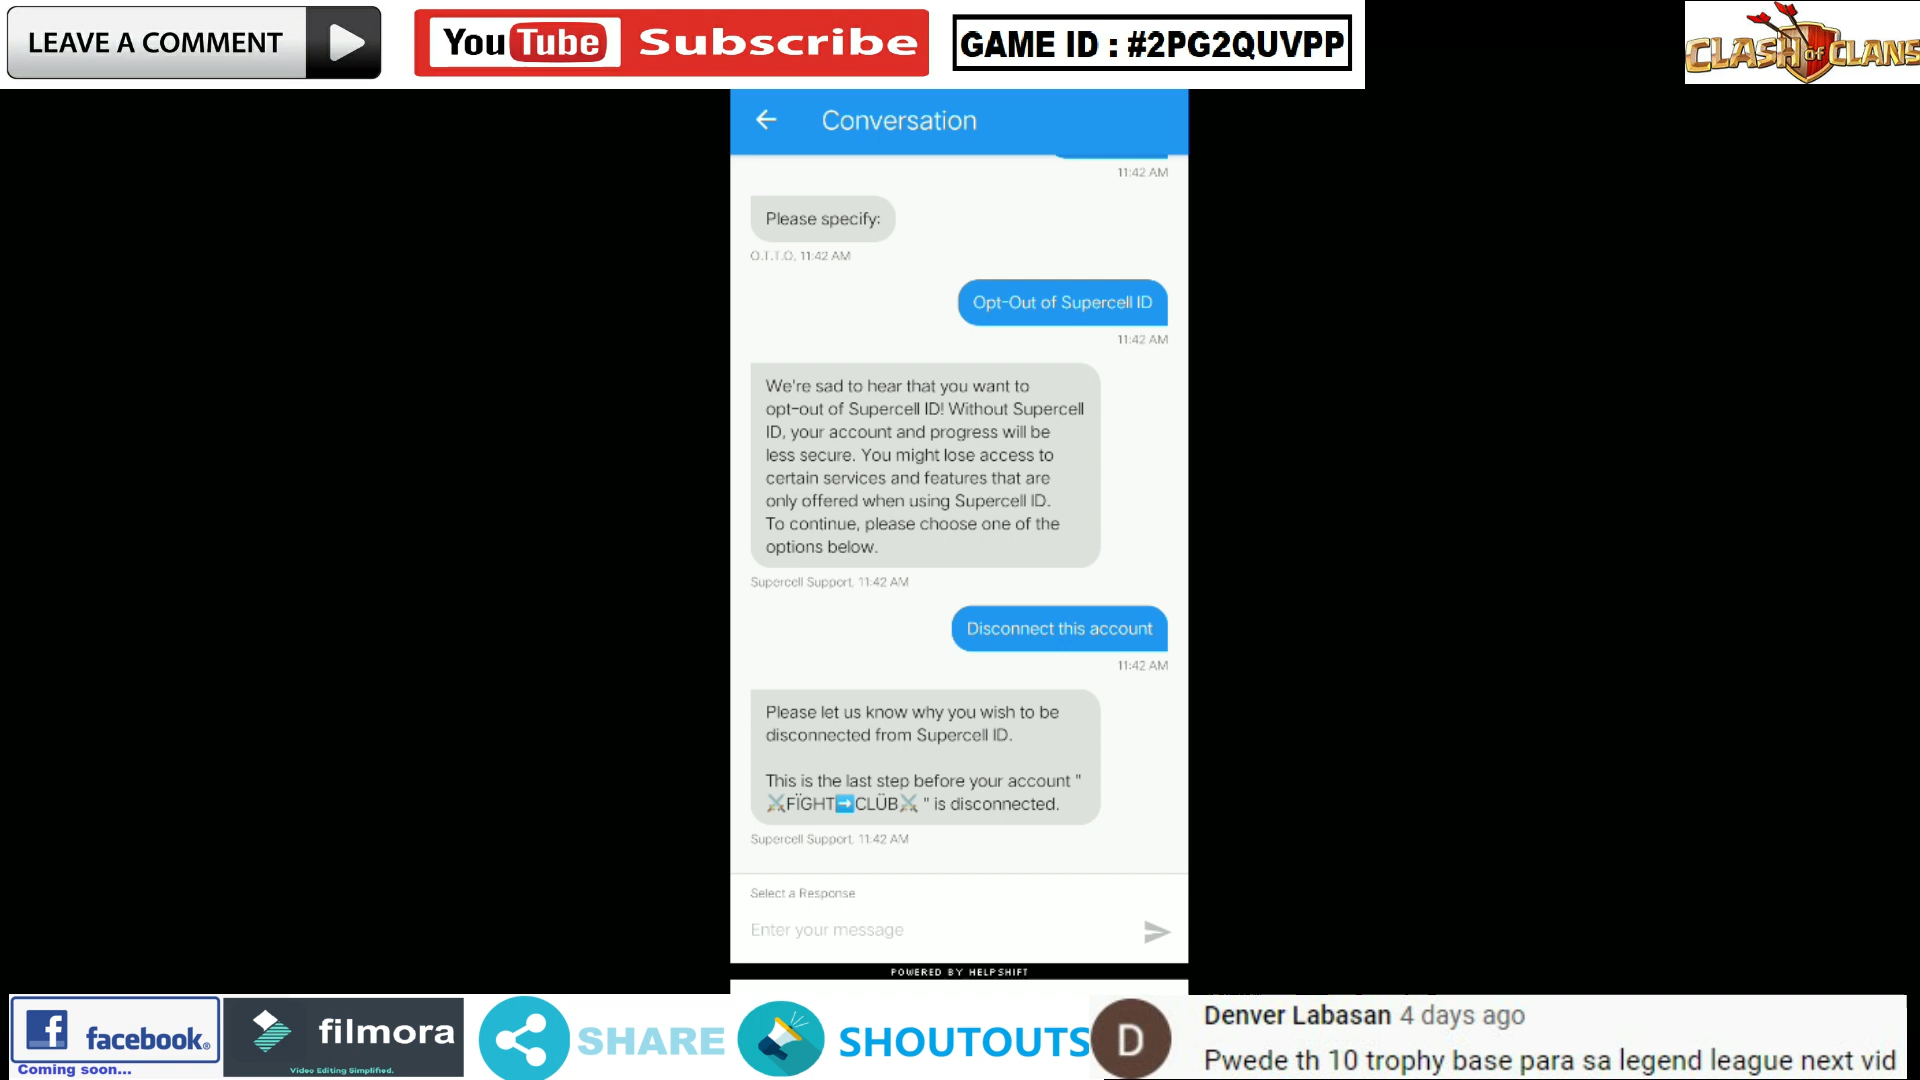 LEAVE A COMMENT
YouTube Subscribe
GAME ID : #2PG2QUVPP
CLASH of CLANS
Conversation
11:42 AM
Please specify:
O.T.T.O, 11:42 AM
Opt-Out of Supercell ID
11:42 AM
We're sad to hear that you want to
opt-out of Supercell ID! Without Supercell
ID, your account and progress will be
less secure. You might lose access to
certain services and features that are
only offered when using Supercell ID.
To continue, please choose one of the
options below.
Supercell Support, 11:42 AM
Disconnect this account
11:42 AM
Please let us know why you wish to be
disconnected from Supercell ID.
This is the last step before your account "
⚔FÏGHT➡CLÜB⚔ " is disconnected.
Supercell Support, 11:42 AM
Select a Response
Enter your message
POWERED BY HELPSHIFT
facebook®
Coming soon...
filmora
Video Editing Simplified.
SHARE
SHOUTOUTS
D
Denver Labasan 4 days ago
Pwede th 10 trophy base para sa legend league next vid